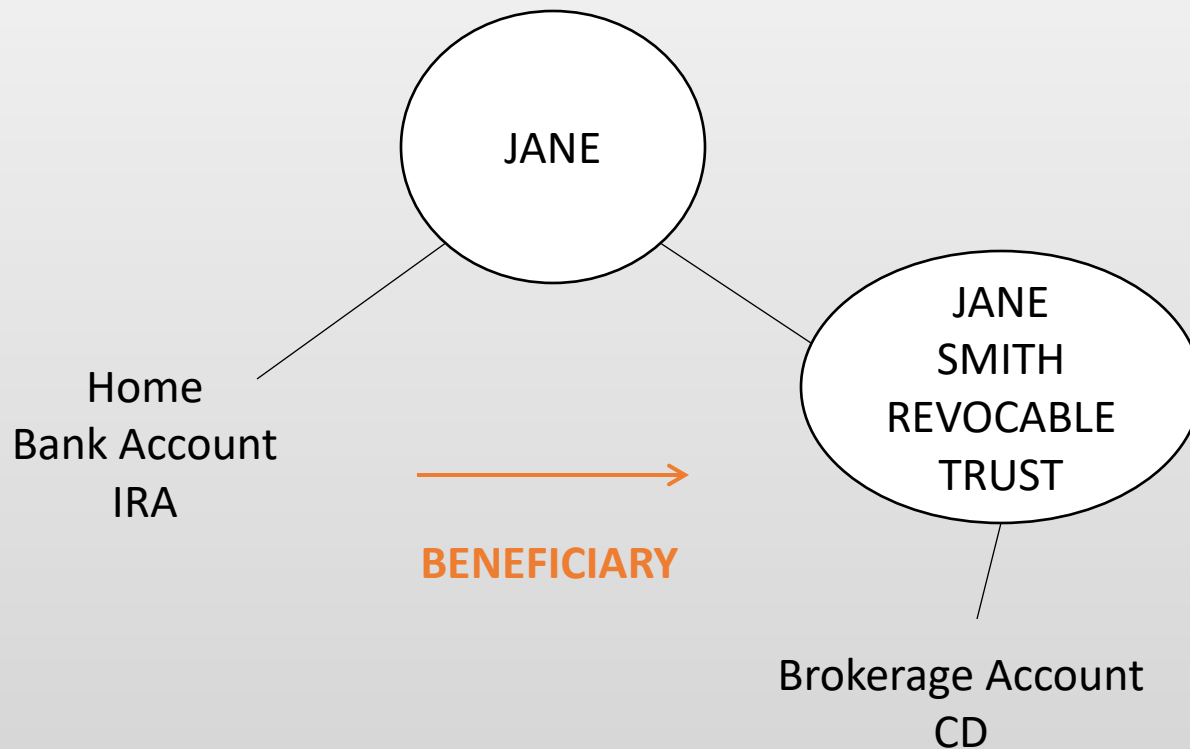 JANE
JANE
SMITH
REVOCABLE
TRUST
Home
Bank Account
IRA
BENEFICIARY
Brokerage Account
CD